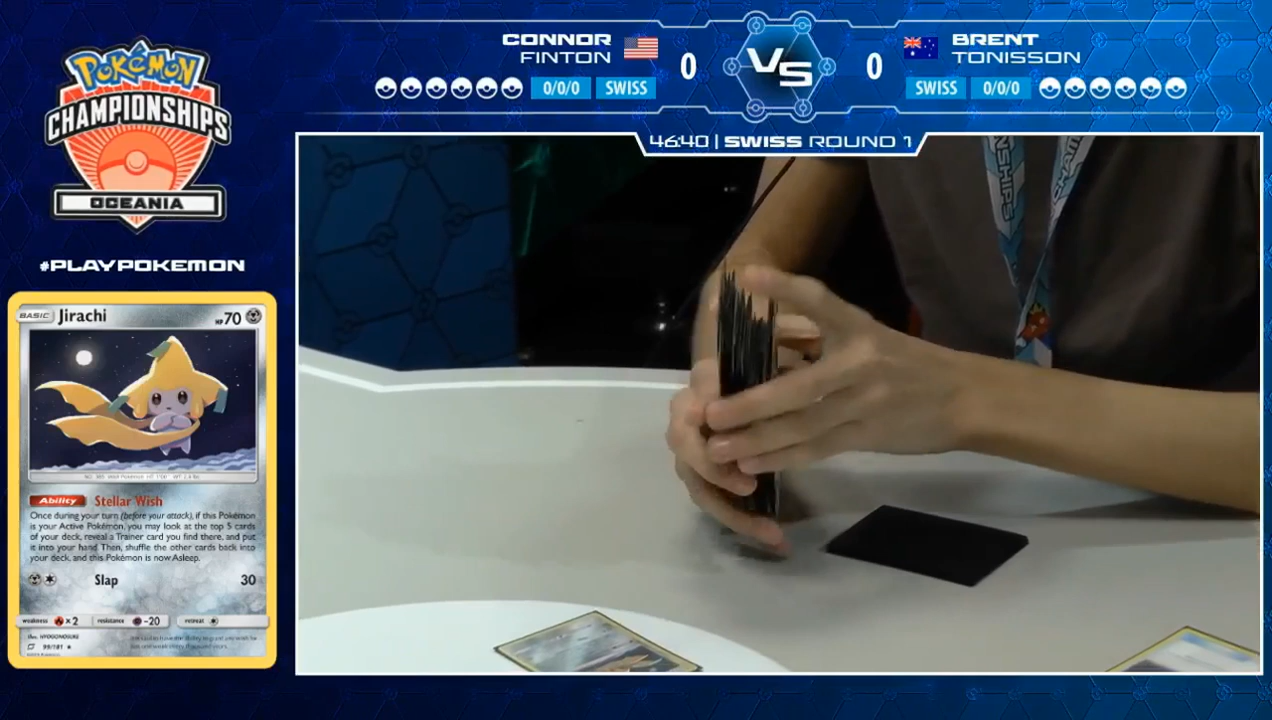 POKÉMON
CHAMPIONSHIPS
OCEANIA
#PLAYPOKEMON
CONNOR
FINTON
0
0/0/0
SWISS
VS
0
BRENT
TONISSON
SWISS
0/0/0
46:40 | SWISS ROUND 1
BASIC
Jirachi
HP 70
Ability
Stellar Wish
Once during your turn (before your attack), if this Pokémon
is your Active Pokémon, you may look at the top 5 cards
of your deck, reveal a Trainer card you find there, and put
it into your hand. Then, shuffle the other cards back into
your deck, and this Pokémon is now Asleep.
Slap
30
weakness
×2
resistance
-20
retreat
99/181